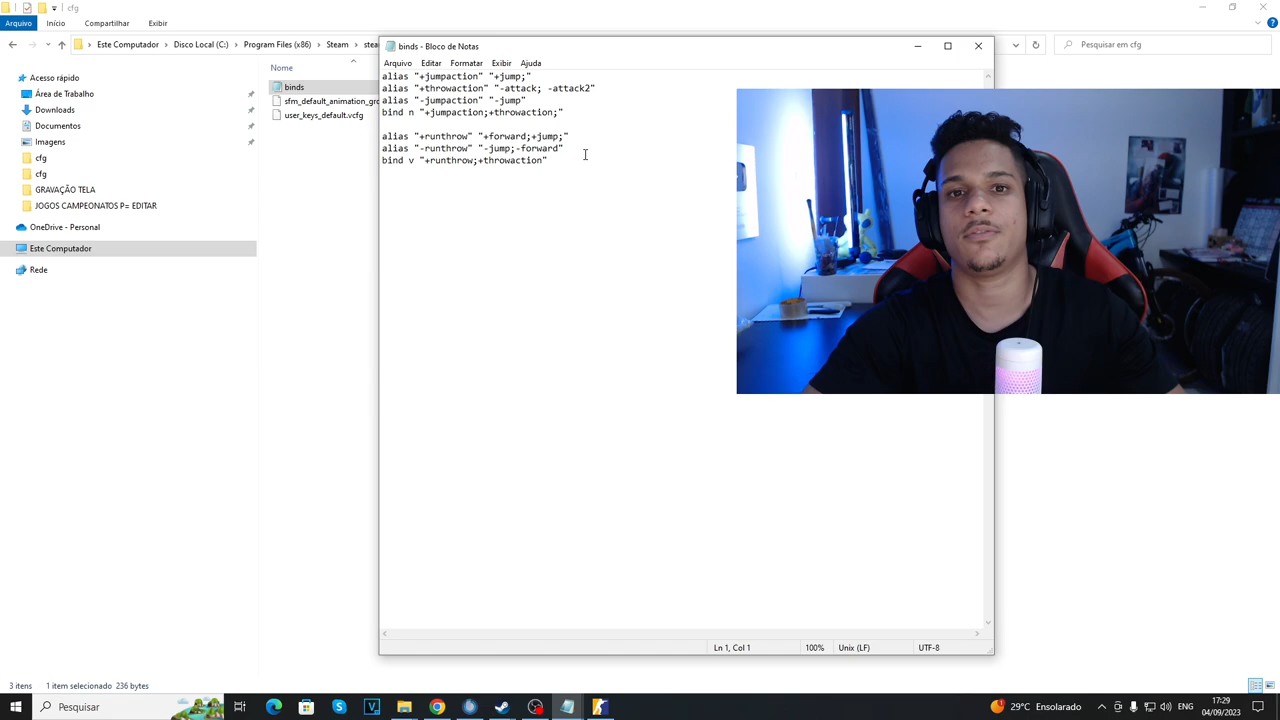 cfg
Arquivo Início Compartilhar Exibir
Este Computador Disco Local (C:) Program Files (x86) Steam
Pesquisar em cfg
Acesso rápido
Área de Trabalho
Downloads
Documentos
Imagens
cfg
cfg
GRAVAÇÃO TELA
JOGOS CAMPEONATOS P= EDITAR
OneDrive - Personal
Este Computador
Rede
Nome
binds
sfm_default_animation_gro
user_keys_default.vcfg
binds - Bloco de Notas
Arquivo Editar Formatar Exibir Ajuda
alias "+jumpaction" "+jump;"
alias "+throwaction" "-attack; -attack2"
alias "-jumpaction" "-jump"
bind n "+jumpaction;+throwaction;"
alias "+runthrow" "+forward;+jump;"
alias "-runthrow" "-jump;-forward"
bind v "+runthrow;+throwaction"
Ln 1, Col 1 100% Unix (LF) UTF-8
3 itens 1 item selecionado 236 bytes
Pesquisar
29°C Ensolarado
ENG
17:29
04/09/2023